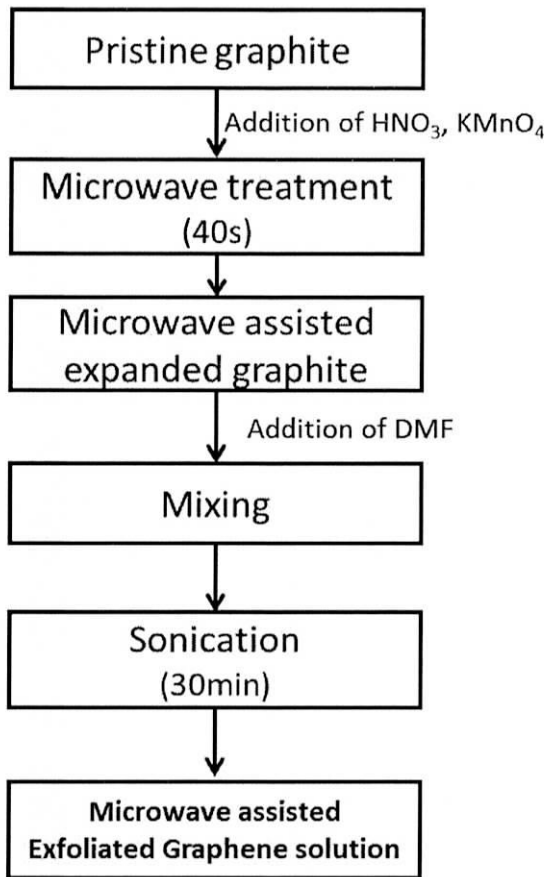 Pristine graphite
Addition of HNO₃, KMnO₄
Microwave treatment
(40s)
Microwave assisted
expanded graphite
Addition of DMF
Mixing
Sonication
(30min)
Microwave assisted
Exfoliated Graphene solution